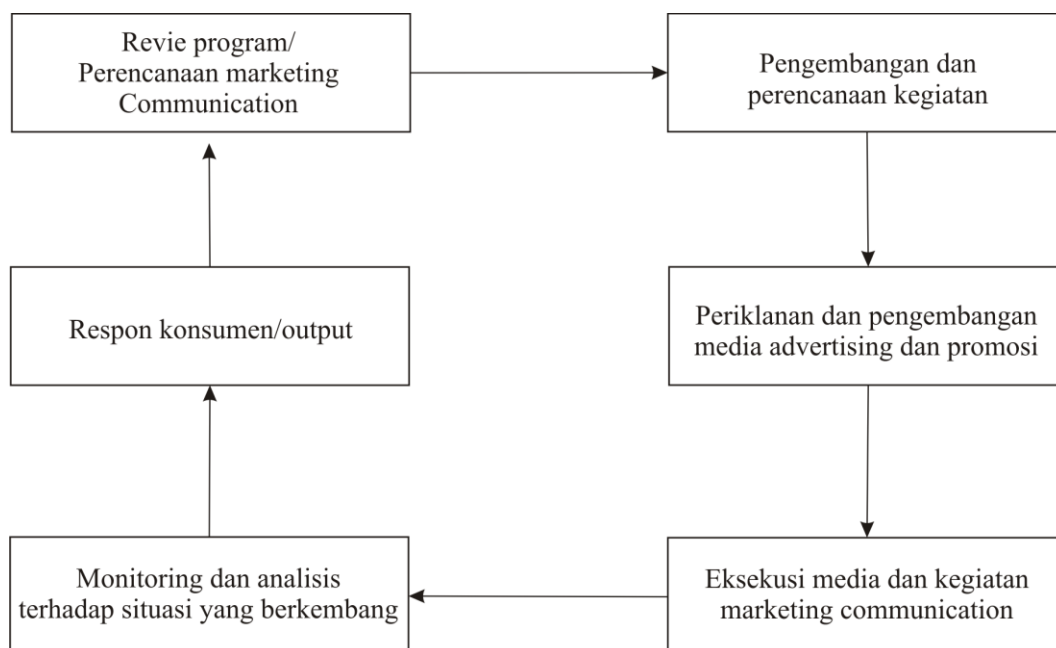 Revie program/
Perencanaan marketing
Communication
Pengembangan dan
perencanaan kegiatan
Respon konsumen/output
Periklanan dan pengembangan
media advertising dan promosi
Monitoring dan analisis
terhadap situasi yang berkembang
Eksekusi media dan kegiatan
marketing communication